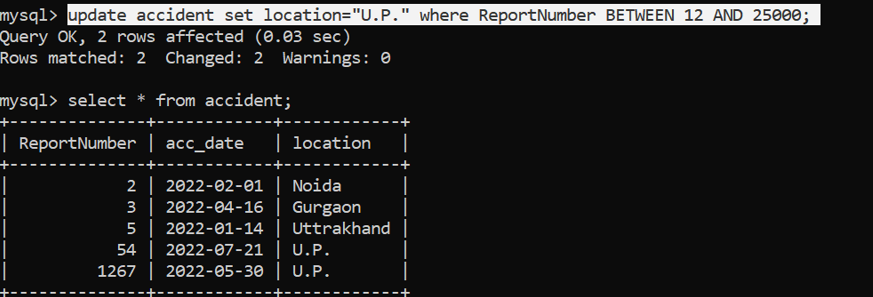 mysql> update accident set location="U.P." where ReportNumber BETWEEN 12 AND 25000;
Query OK, 2 rows affected (0.03 sec)
Rows matched: 2  Changed: 2  Warnings: 0
mysql> select * from accident;
+--------------+------------+------------+
| ReportNumber | acc_date   | location   |
+--------------+------------+------------+
|            2 | 2022-02-01 | Noida      |
|            3 | 2022-04-16 | Gurgaon    |
|            5 | 2022-01-14 | Uttrakhand |
|           54 | 2022-07-21 | U.P.       |
|         1267 | 2022-05-30 | U.P.       |
+--------------+------------+------------+